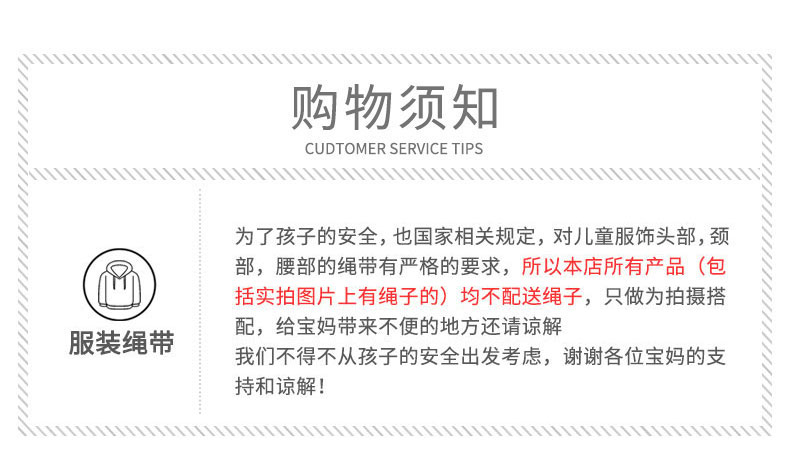 购物须知
CUDTOMER SERVICE TIPS
服装绳带
为了孩子的安全，也国家相关规定，对儿童服饰头部，颈
部，腰部的绳带有严格的要求，所以本店所有产品（包
括实拍图片上有绳子的）均不配送绳子，只做为拍摄搭
配，给宝妈带来不便的地方还请谅解
我们不得不从孩子的安全出发考虑，谢谢各位宝妈的支
持和谅解！